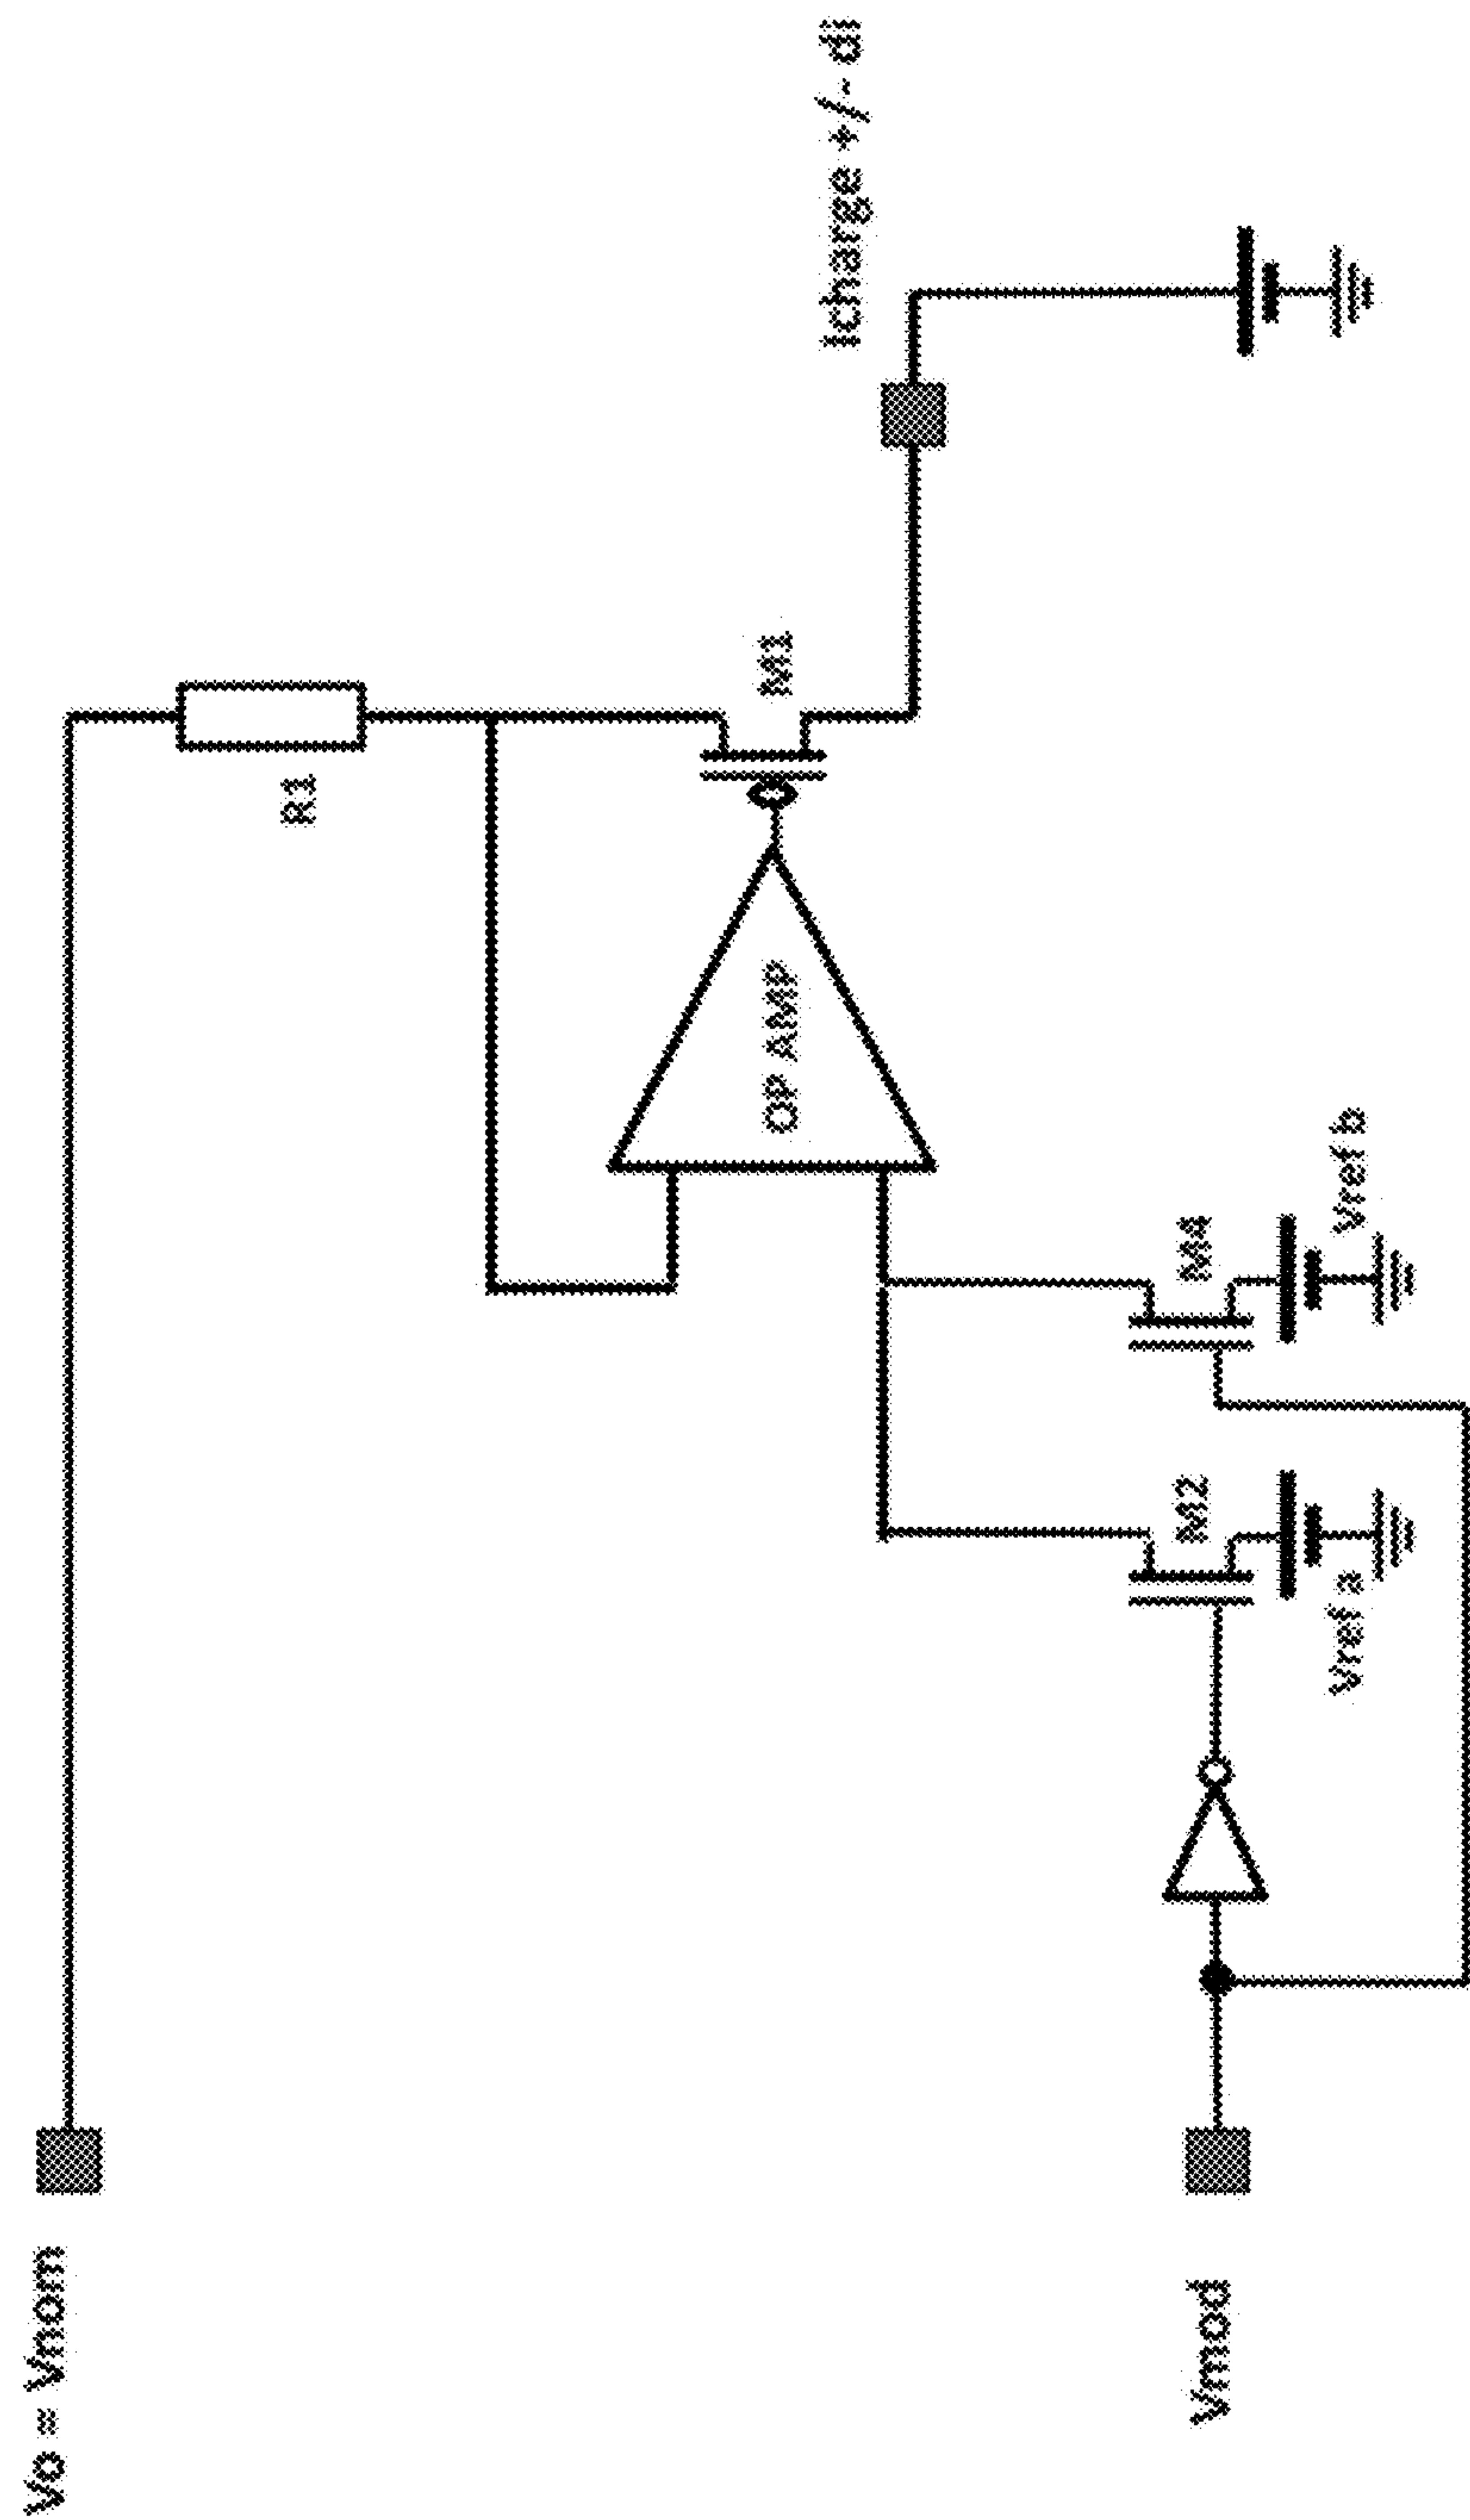 Vo = Vnom
R1
M1
Icharge +/- di
OP AMP
M4
Vref b
M2
Vref a
Vmod